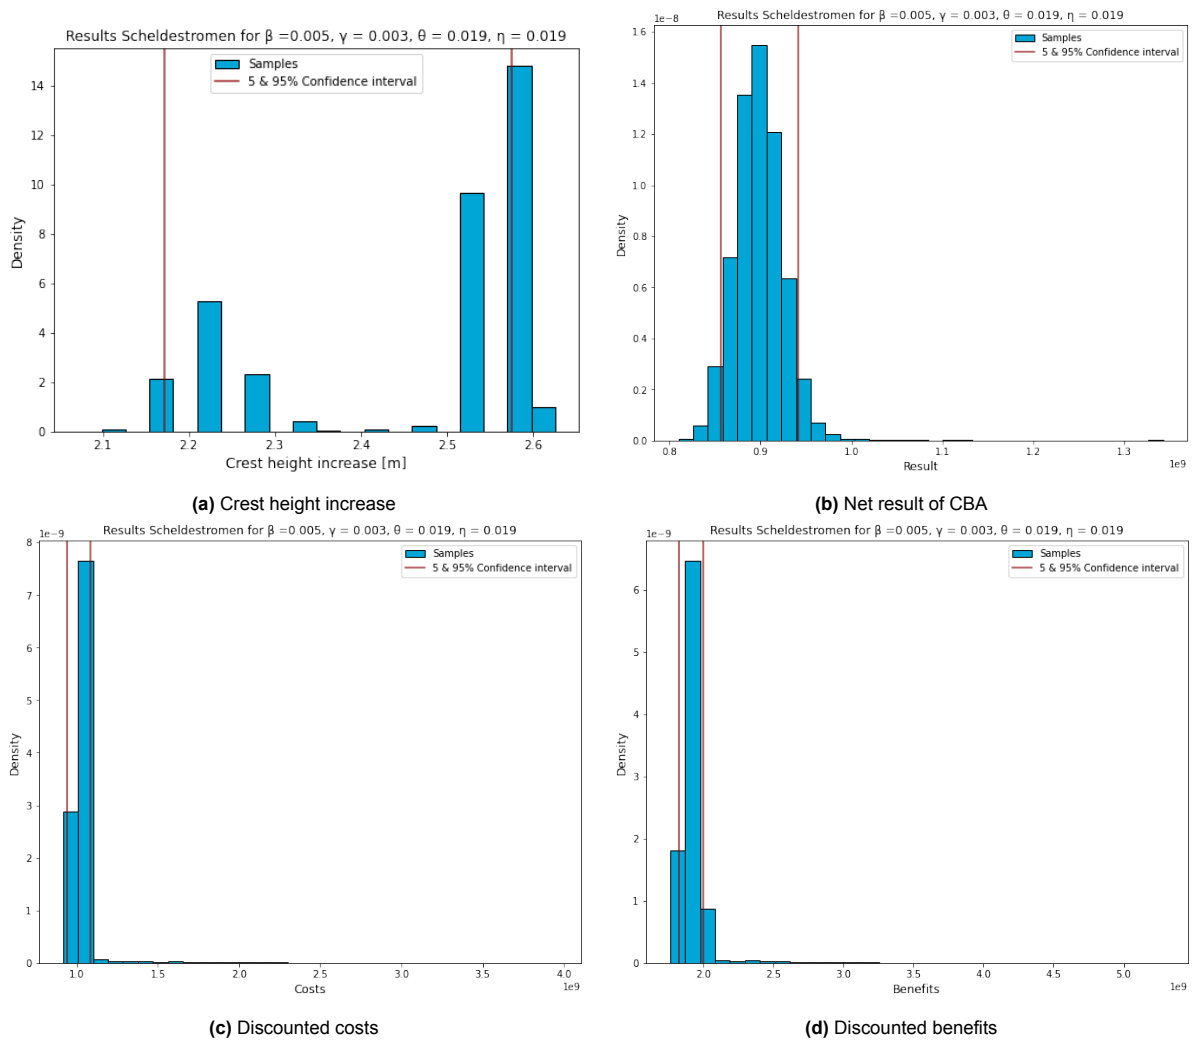 Results Scheldestromen for β =0.005, γ = 0.003, θ = 0.019, η = 0.019
Samples
5 & 95% Confidence interval
14
12
10
8
6
4
2
0
Density
2.1
2.2
2.3
2.4
2.5
2.6
Crest height increase [m]
(a) Crest height increase
Results Scheldestromen for β =0.005, γ = 0.003, θ = 0.019, η = 0.019
1e−8
Samples
5 & 95% Confidence interval
1.6
1.4
1.2
1.0
0.8
0.6
0.4
0.2
0.0
Density
0.8
0.9
1.0
1.1
1.2
1.3
1e9
Result
(b) Net result of CBA
Results Scheldestromen for β =0.005, γ = 0.003, θ = 0.019, η = 0.019
1e−9
Samples
5 & 95% Confidence interval
8
7
6
5
4
3
2
1
0
Density
1.0
1.5
2.0
2.5
3.0
3.5
4.0
1e9
Costs
(c) Discounted costs
Results Scheldestromen for β =0.005, γ = 0.003, θ = 0.019, η = 0.019
1e−9
Samples
5 & 95% Confidence interval
6
5
4
3
2
1
0
Density
2.0
2.5
3.0
3.5
4.0
4.5
5.0
1e9
Benefits
(d) Discounted benefits